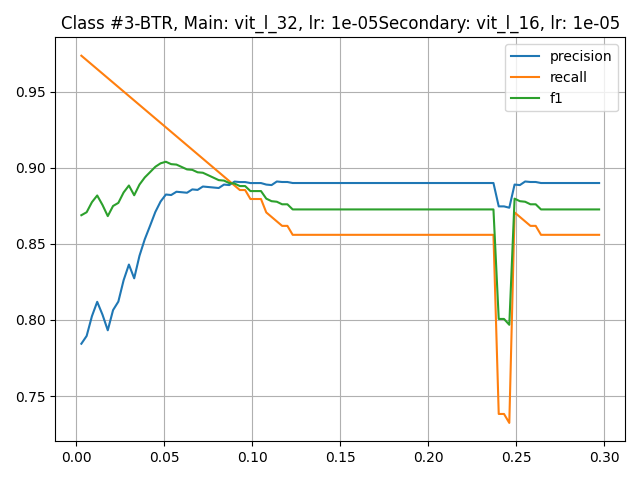 Class #3-BTR, Main: vit_l_32, lr: 1e-05Secondary: vit_l_16, lr: 1e-05
precision
recall
f1
0.95
0.90
0.85
0.80
0.75
0.00 0.05 0.10 0.15 0.20 0.25 0.30